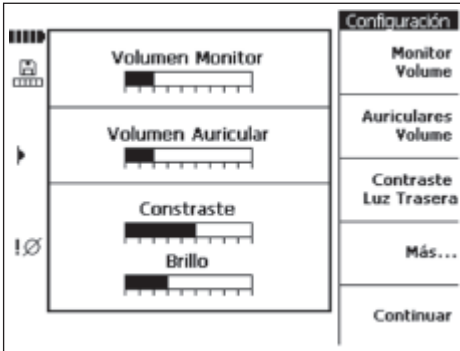 Configuración
Volumen Monitor
Volumen Auricular
Constraste
Brillo
Monitor
Volume
Auriculares
Volume
Contraste
Luz Trasera
Más...
Continuar
!Ø